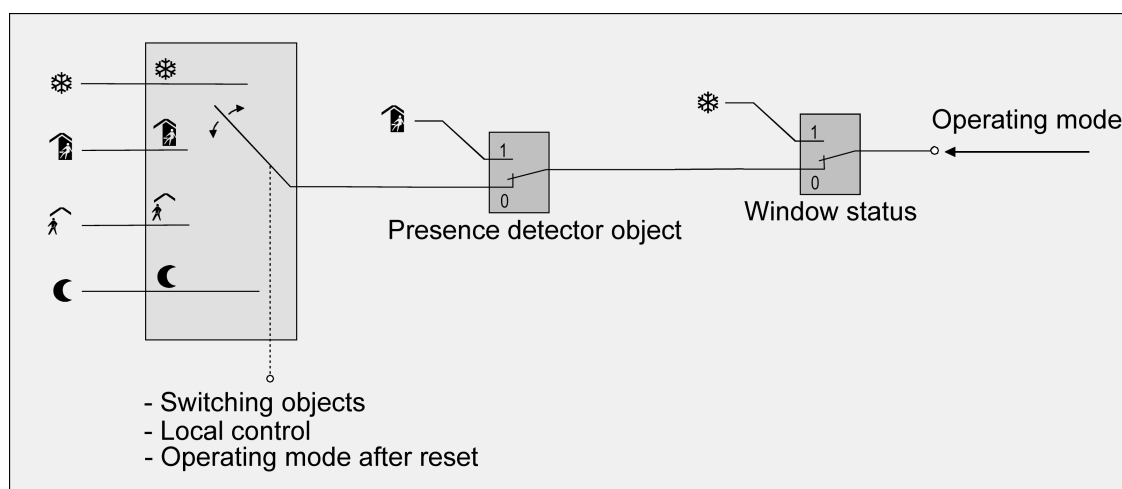 1
0
Presence detector object
1
0
Window status
Operating mode
- Switching objects
- Local control
- Operating mode after reset